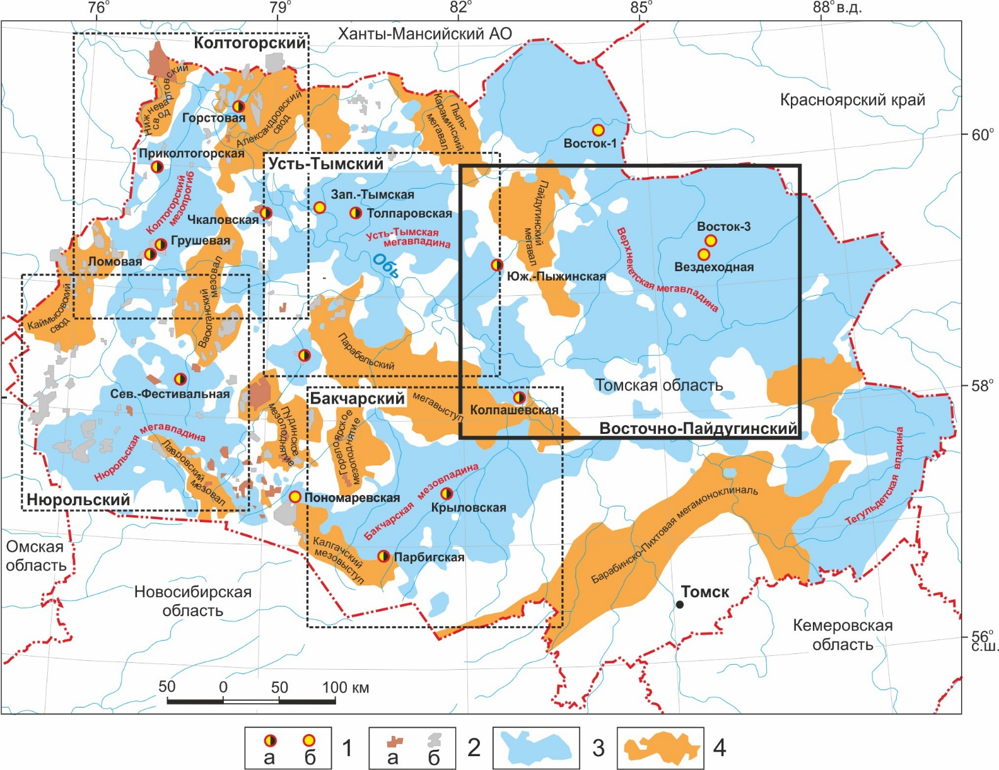 76°
79°
82°
85°
88° в.д.
Ханты-Мансийский АО
Колтогорский
Нижневартовский
свод
Горстовая
Александровский
свод
Пыль-
Караминский
мегавал
Красноярский край
60°
Восток-1
Приколтогорская
Усть-Тымский
Колтогорский
мезопрогиб
Зап.-Тымская
Толпаровская
Чкаловская
Пайдугинский
мегавал
Усть-Тымская
мегавпадина
Восток-3
Вездеходная
Грушевая
Ломовая
Обь
Юж.-Пыжинская
Верхнекетская мегавпадина
Каймысовский
свод
Васюганский
мезовал
Парабельский
мегавыступ
Томская область
58°
Сев.-Фестивальная
Бакчарский
Колпашевская
Восточно-Пайдугинский
Пудинское
мезоподнятие
Горелоярское
мезоподнятие
Нюрольская мегавпадина
Лавровский
мезовал
Нюрольский
Пономаревская
Бакчарская мезовпадина
Крыловская
Тегульдетская впадина
Барабинско-Пихтовая мегамоноклиналь
Калгачский
мезовыступ
Парбигская
Омская
область
Новосибирская
область
Томск
Кемеровская
область
56°
с.ш.
50 0 50 100 км
а б 1 а б 2 3 4